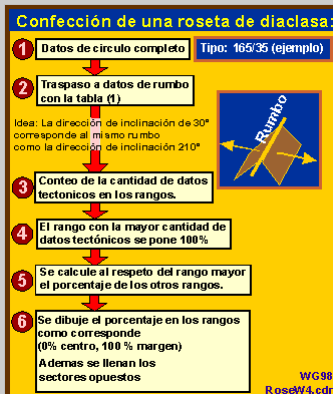 Confección de una roseta de diaclasa:
1 Datos de circulo completo
Tipo: 165/35 (ejemplo)
2 Traspaso a datos de rumbo
con la tabla (1)
Idea: La dirección de inclinación de 30°
corresponde al mismo rumbo
como la dirección de inclinación 210°
Rumbo
3 Conteo de la cantidad de datos
tectonicos en los rangos.
4 El rango con la mayor cantidad de
datos tectónicos se pone 100%
5 Se calcule al respeto del rango mayor
el porcentaje de los otros rangos.
6 Se dibuje el porcentaje en los rangos
como corresponde
(0% centro, 100 % margen)
Ademas se llenan los
sectores opuestos
WG98
RoseW4.cdr